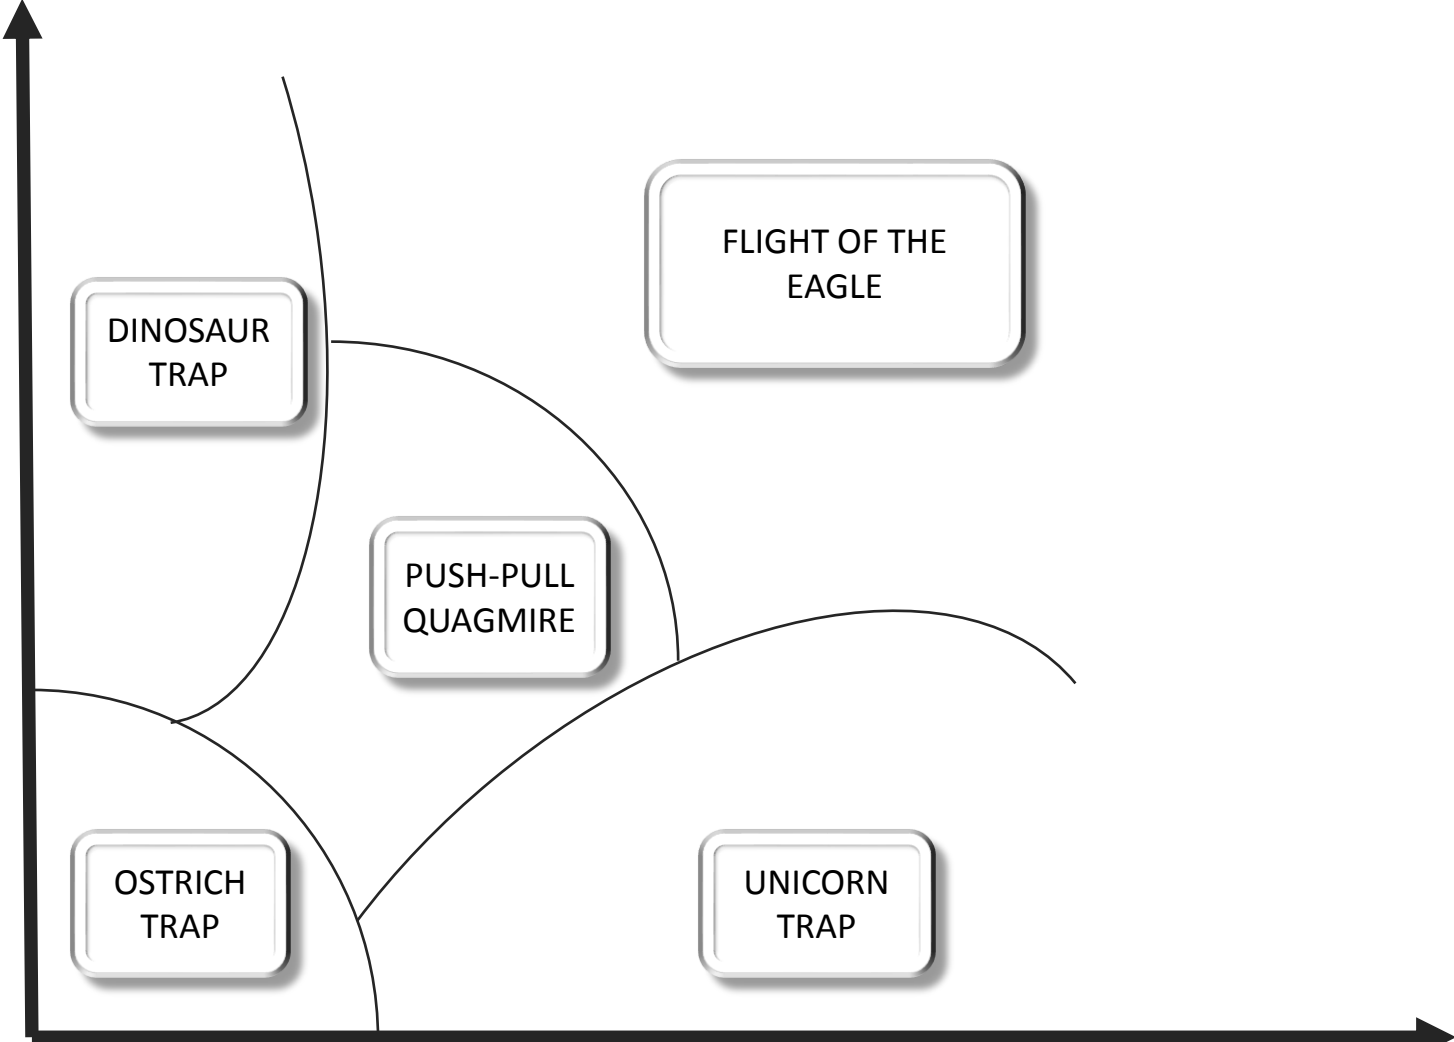 FLIGHT OF THE
EAGLE
DINOSAUR
TRAP
PUSH-PULL
QUAGMIRE
OSTRICH
TRAP
UNICORN
TRAP